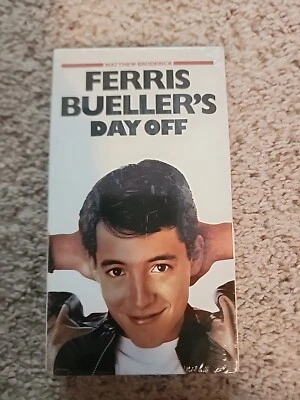 MATTHEW BRODERICK
FERRIS
BUELLER'S
DAY OFF